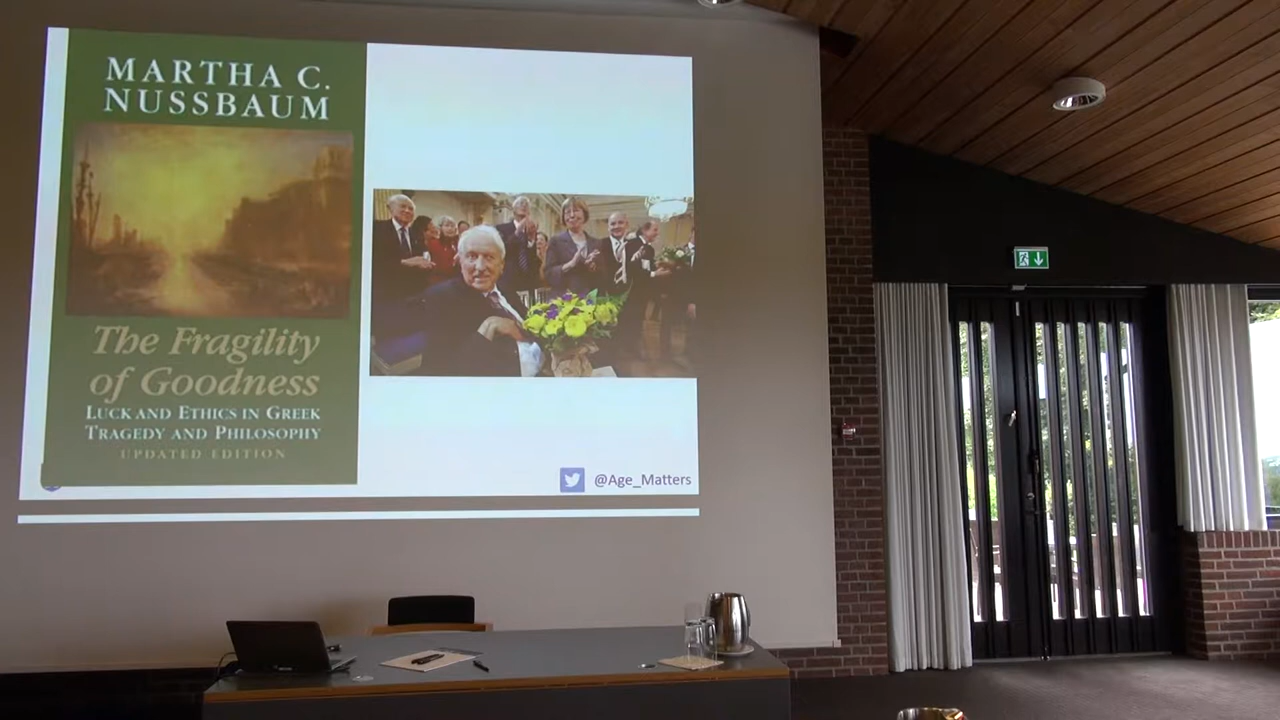 MARTHA C.
NUSSBAUM
The Fragility
of Goodness
LUCK AND ETHICS IN GREEK
TRAGEDY AND PHILOSOPHY
UPDATED EDITION
@Age_Matters